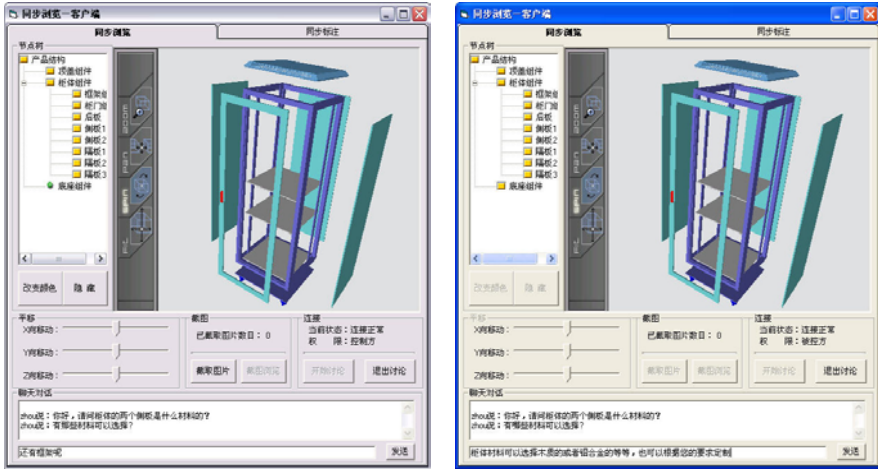 同步浏览—客户端
同步浏览
同步标注
节点树
产品结构
顶盖组件
柜体组件
框架组
柜门组
后板
侧板1
侧板2
隔板1
隔板2
隔板3
底座组件
改变颜色
隐 藏
平移
X向移动:
Y向移动:
Z向移动:
截图
已截取图片数目: 0
截取图片
截图浏览
连接
当前状态:连接正常
权 限:控制方
开始讨论
退出讨论
聊天对话
zhou说:你好,请问柜体的两个侧板是什么材料的?
zhou说:有哪些材料可以选择?
还有框架呢
发送
同步浏览—客户端
同步浏览
同步标注
节点树
产品结构
顶盖组件
柜体组件
框架组
柜门组
后板
侧板1
侧板2
隔板1
隔板2
隔板3
底座组件
改变颜色
隐 藏
平移
X向移动:
Y向移动:
Z向移动:
截图
已截取图片数目: 0
截取图片
截图浏览
连接
当前状态:连接正常
权 限:被控方
开始讨论
退出讨论
聊天对话
zhou说:你好,请问柜体的两个侧板是什么材料的?
zhou说:有哪些材料可以选择?
柜体材料可以选择木质的或者铝合金的等等,也可以根据您的要求定制
发送